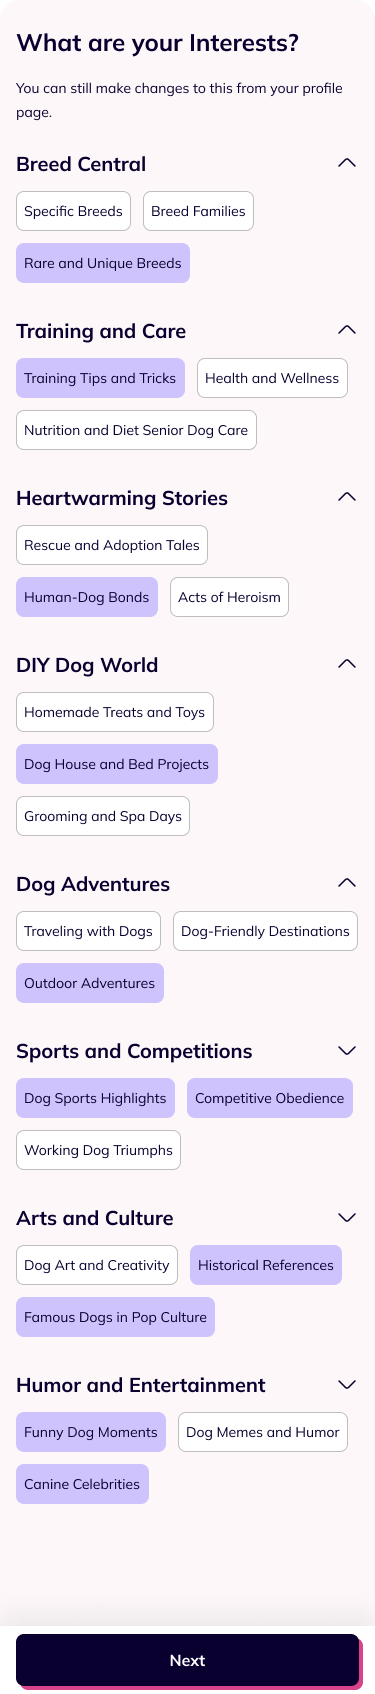 What are your Interests?
You can still make changes to this from your profile
page.
Breed Central
Specific Breeds
Breed Families
Rare and Unique Breeds
Training and Care
Training Tips and Tricks
Health and Wellness
Nutrition and Diet Senior Dog Care
Heartwarming Stories
Rescue and Adoption Tales
Human-Dog Bonds
Acts of Heroism
DIY Dog World
Homemade Treats and Toys
Dog House and Bed Projects
Grooming and Spa Days
Dog Adventures
Traveling with Dogs
Dog-Friendly Destinations
Outdoor Adventures
Sports and Competitions
Dog Sports Highlights
Competitive Obedience
Working Dog Triumphs
Arts and Culture
Dog Art and Creativity
Historical References
Famous Dogs in Pop Culture
Humor and Entertainment
Funny Dog Moments
Dog Memes and Humor
Canine Celebrities
Next